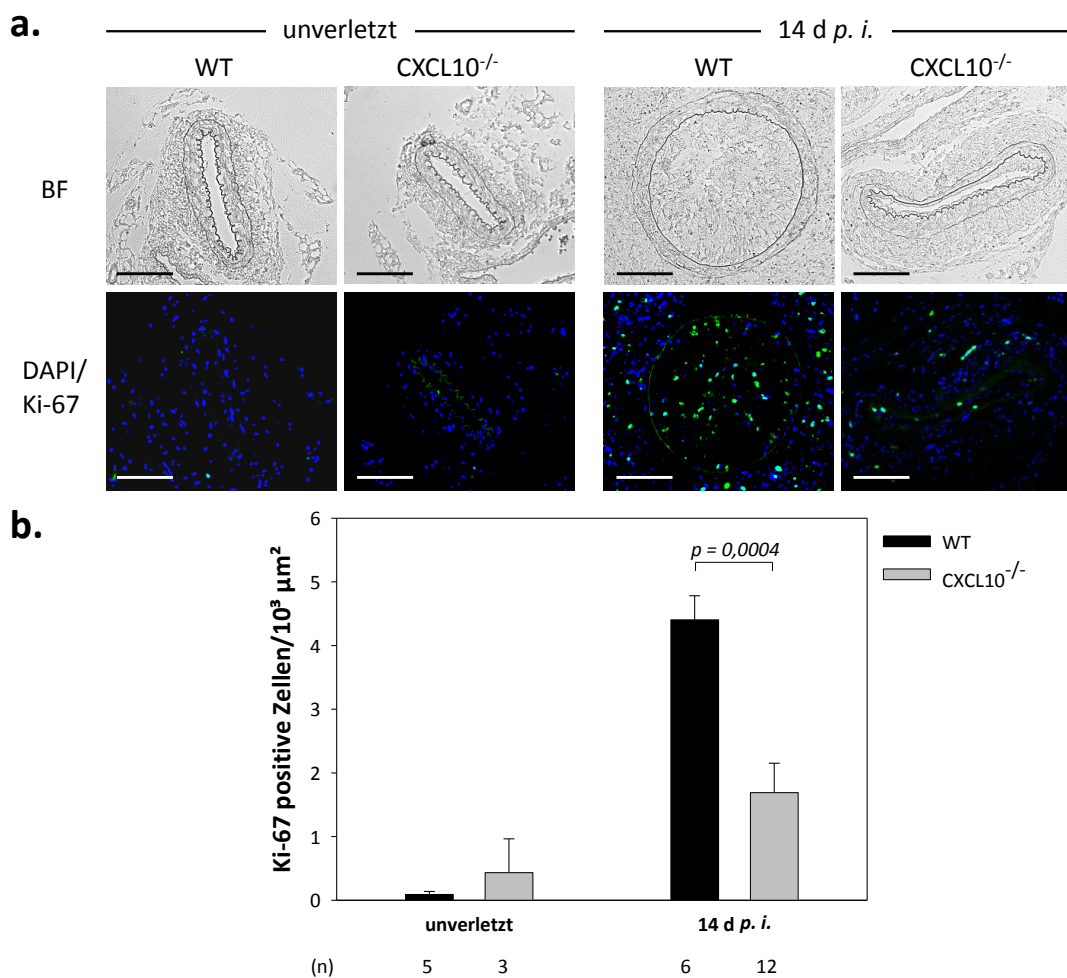 a.
unverletzt 14 d p. i.
WT CXCL10-/- WT CXCL10-/-
BF
DAPI/
Ki-67
b.
Ki-67 positive Zellen/10³ µm²
6
5
4
3
2
1
0
p = 0,0004
WT
CXCL10-/-
unverletzt 14 d p. i.
(n) 5 3 6 12